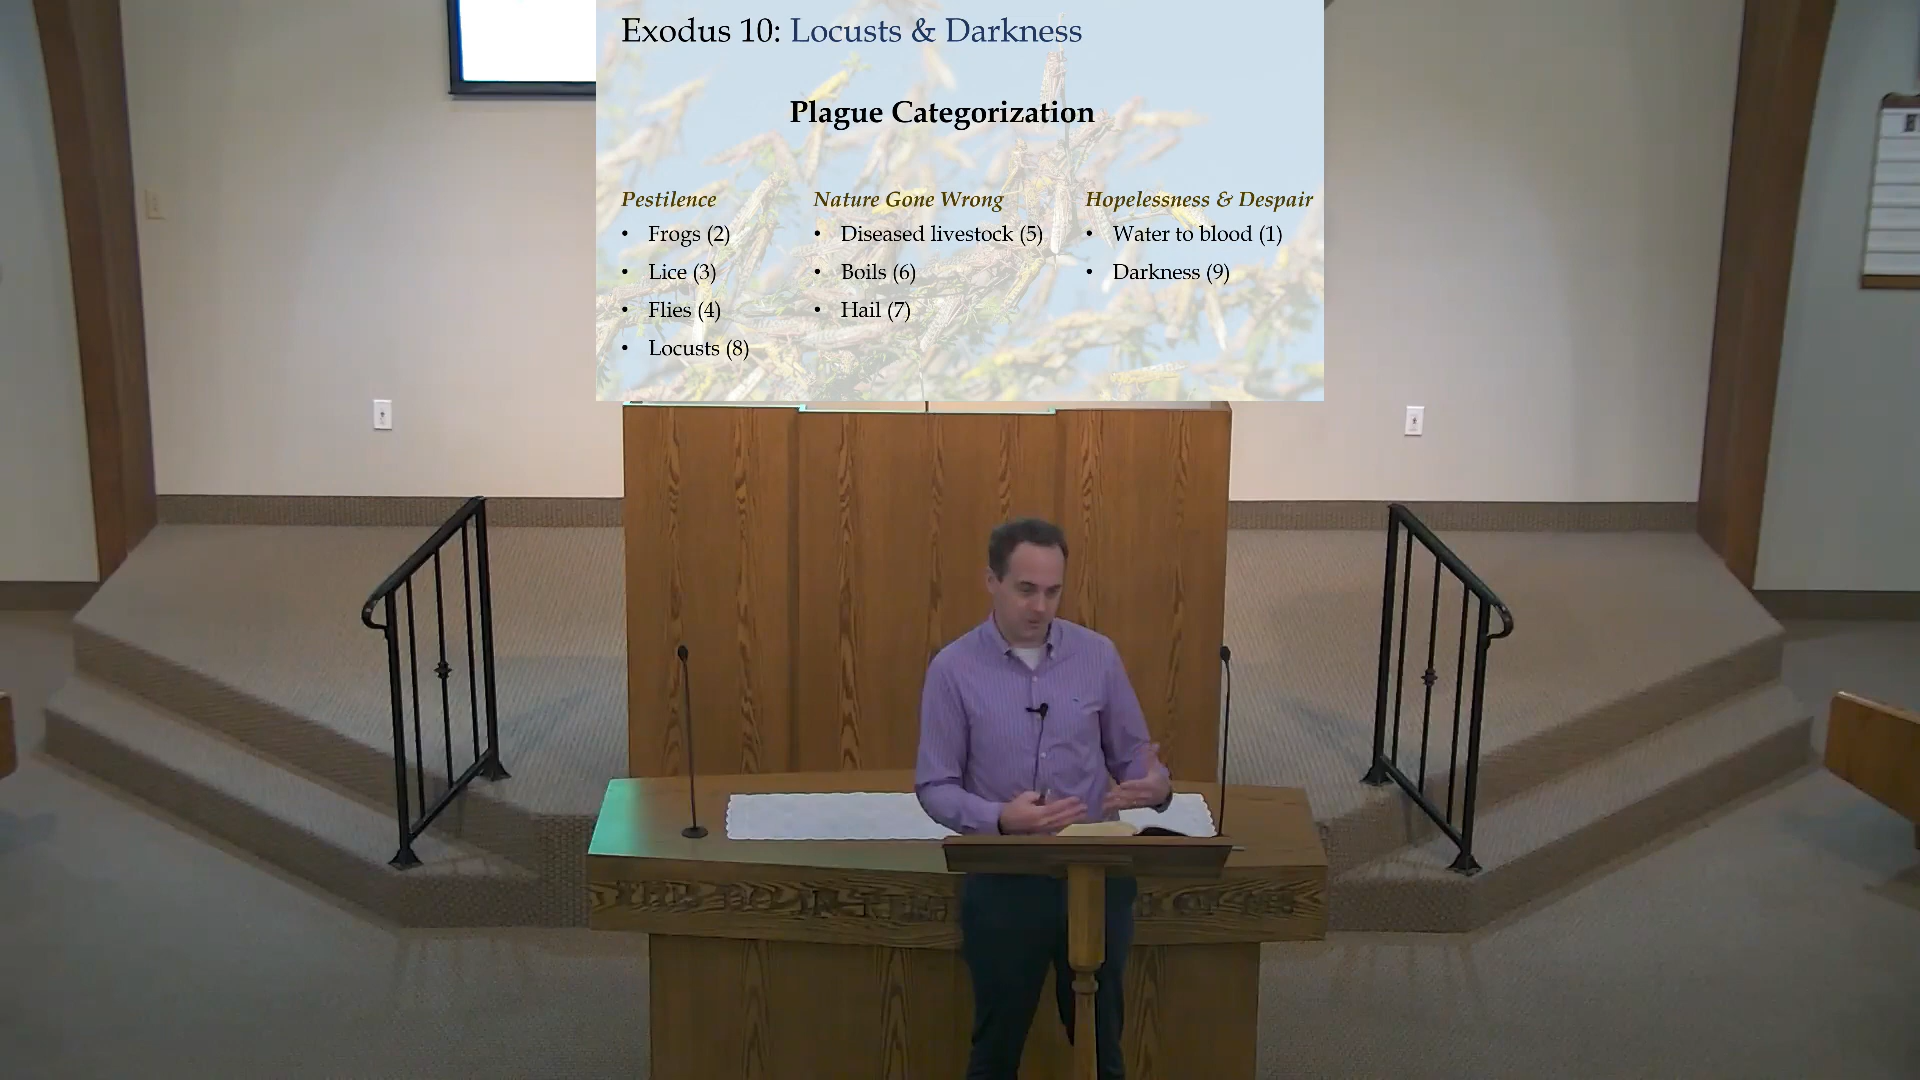 Exodus 10: Locusts & Darkness
Plague Categorization
Pestilence
• Frogs (2)
• Lice (3)
• Flies (4)
• Locusts (8)
Nature Gone Wrong
• Diseased livestock (5)
• Boils (6)
• Hail (7)
Hopelessness & Despair
• Water to blood (1)
• Darkness (9)